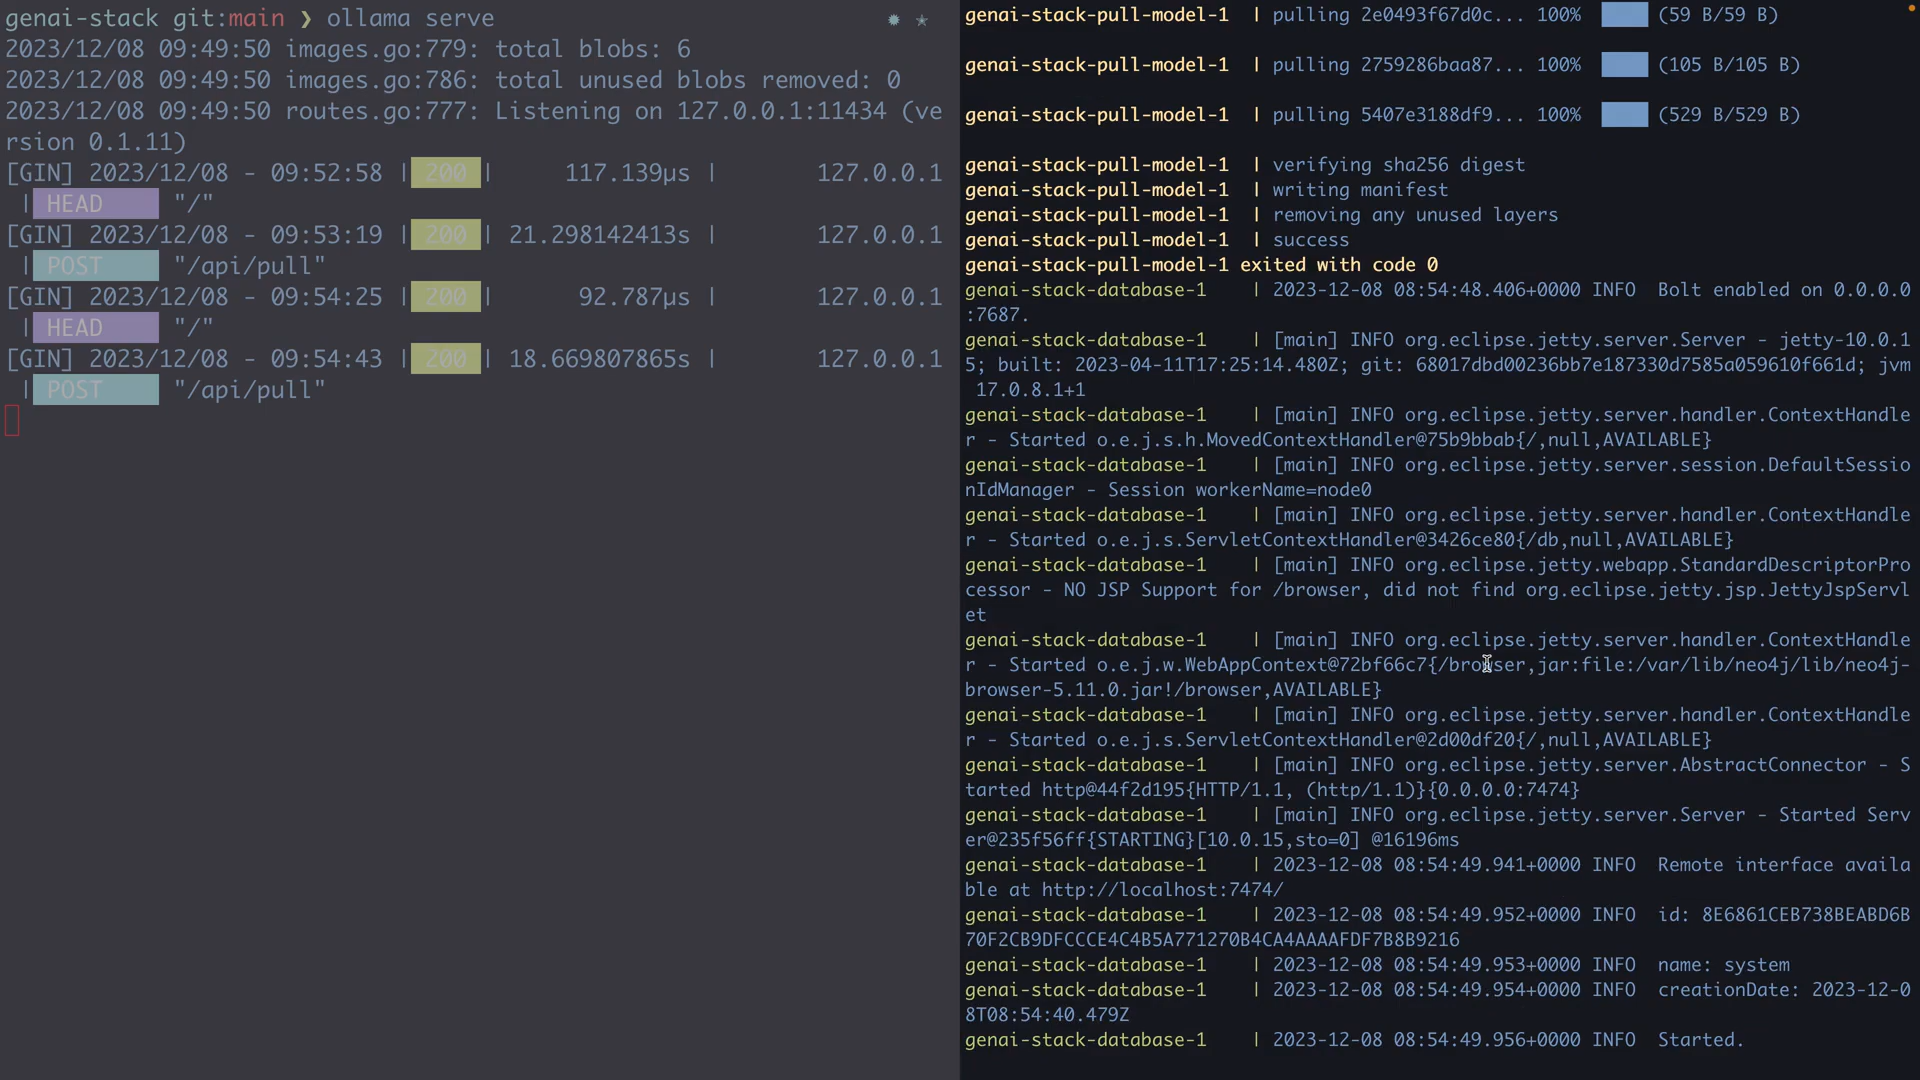 genai-stack git:main ❯ ollama serve
2023/12/08 09:49:50 images.go:779: total blobs: 6
2023/12/08 09:49:50 images.go:786: total unused blobs removed: 0
2023/12/08 09:49:50 routes.go:777: Listening on 127.0.0.1:11434 (ve
rsion 0.1.11)
[GIN] 2023/12/08 - 09:52:58 | 200 |     117.139µs |       127.0.0.1
 | HEAD     "/"
[GIN] 2023/12/08 - 09:53:19 | 200 | 21.298142413s |       127.0.0.1
 | POST     "/api/pull"
[GIN] 2023/12/08 - 09:54:25 | 200 |      92.787µs |       127.0.0.1
 | HEAD     "/"
[GIN] 2023/12/08 - 09:54:43 | 200 | 18.669807865s |       127.0.0.1
 | POST     "/api/pull"
genai-stack-pull-model-1  | pulling 2e0493f67d0c... 100% (59 B/59 B)
genai-stack-pull-model-1  | pulling 2759286baa87... 100% (105 B/105 B)
genai-stack-pull-model-1  | pulling 5407e3188df9... 100% (529 B/529 B)
genai-stack-pull-model-1  | verifying sha256 digest
genai-stack-pull-model-1  | writing manifest
genai-stack-pull-model-1  | removing any unused layers
genai-stack-pull-model-1  | success
genai-stack-pull-model-1 exited with code 0
genai-stack-database-1    | 2023-12-08 08:54:48.406+0000 INFO  Bolt enabled on 0.0.0.0
:7687.
genai-stack-database-1    | [main] INFO org.eclipse.jetty.server.Server - jetty-10.0.1
5; built: 2023-04-11T17:25:14.480Z; git: 68017dbd00236bb7e187330d7585a059610f661d; jvm
 17.0.8.1+1
genai-stack-database-1    | [main] INFO org.eclipse.jetty.server.handler.ContextHandle
r - Started o.e.j.s.h.MovedContextHandler@75b9bbab{/,null,AVAILABLE}
genai-stack-database-1    | [main] INFO org.eclipse.jetty.server.session.DefaultSessio
nIdManager - Session workerName=node0
genai-stack-database-1    | [main] INFO org.eclipse.jetty.server.handler.ContextHandle
r - Started o.e.j.s.ServletContextHandler@3426ce80{/db,null,AVAILABLE}
genai-stack-database-1    | [main] INFO org.eclipse.jetty.webapp.StandardDescriptorPro
cessor - NO JSP Support for /browser, did not find org.eclipse.jetty.jsp.JettyJspServl
et
genai-stack-database-1    | [main] INFO org.eclipse.jetty.server.handler.ContextHandle
r - Started o.e.j.w.WebAppContext@72bf66c7{/browser,jar:file:/var/lib/neo4j/lib/neo4j-
browser-5.11.0.jar!/browser,AVAILABLE}
genai-stack-database-1    | [main] INFO org.eclipse.jetty.server.handler.ContextHandle
r - Started o.e.j.s.ServletContextHandler@2d00df20{/,null,AVAILABLE}
genai-stack-database-1    | [main] INFO org.eclipse.jetty.server.AbstractConnector - S
tarted http@44f2d195{HTTP/1.1, (http/1.1)}{0.0.0.0:7474}
genai-stack-database-1    | [main] INFO org.eclipse.jetty.server.Server - Started Serv
er@235f56ff{STARTING}[10.0.15,sto=0] @16196ms
genai-stack-database-1    | 2023-12-08 08:54:49.941+0000 INFO  Remote interface availa
ble at http://localhost:7474/
genai-stack-database-1    | 2023-12-08 08:54:49.952+0000 INFO  id: 8E6861CEB738BEABD6B
70F2CB9DFCCCE4C4B5A771270B4CA4AAAAFDF7B8B9216
genai-stack-database-1    | 2023-12-08 08:54:49.953+0000 INFO  name: system
genai-stack-database-1    | 2023-12-08 08:54:49.954+0000 INFO  creationDate: 2023-12-0
8T08:54:40.479Z
genai-stack-database-1    | 2023-12-08 08:54:49.956+0000 INFO  Started.